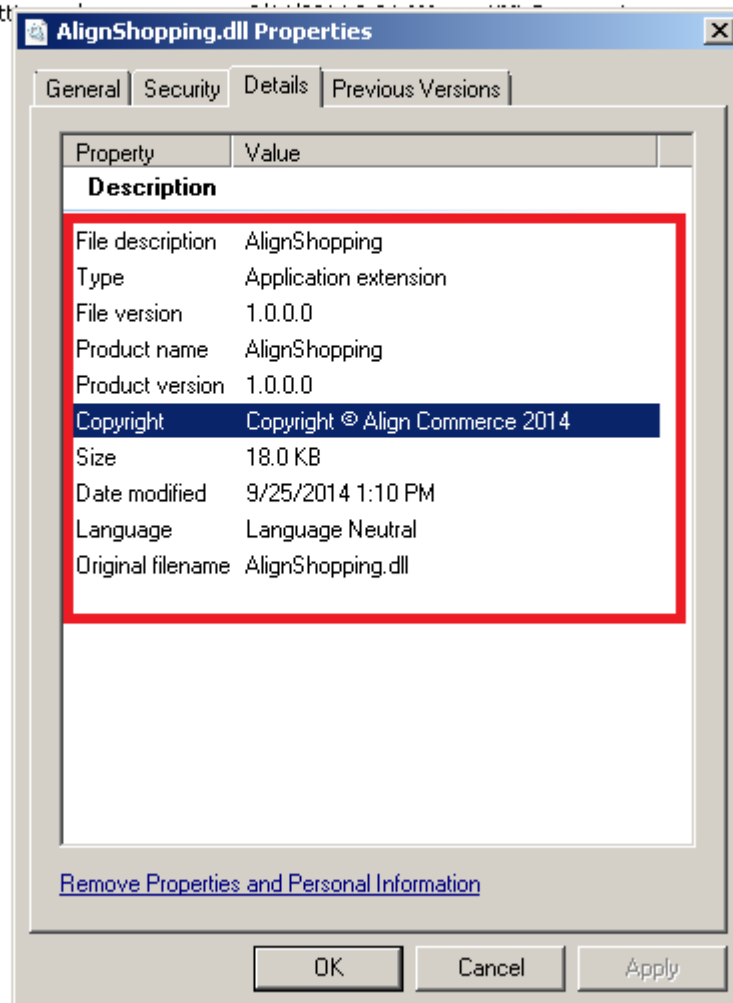 AlignShopping.dll Properties
General Security Details Previous Versions
Property Value
Description
File description AlignShopping
Type Application extension
File version 1.0.0.0
Product name AlignShopping
Product version 1.0.0.0
Copyright Copyright © Align Commerce 2014
Size 18.0 KB
Date modified 9/25/2014 1:10 PM
Language Language Neutral
Original filename AlignShopping.dll
Remove Properties and Personal Information
OK Cancel Apply